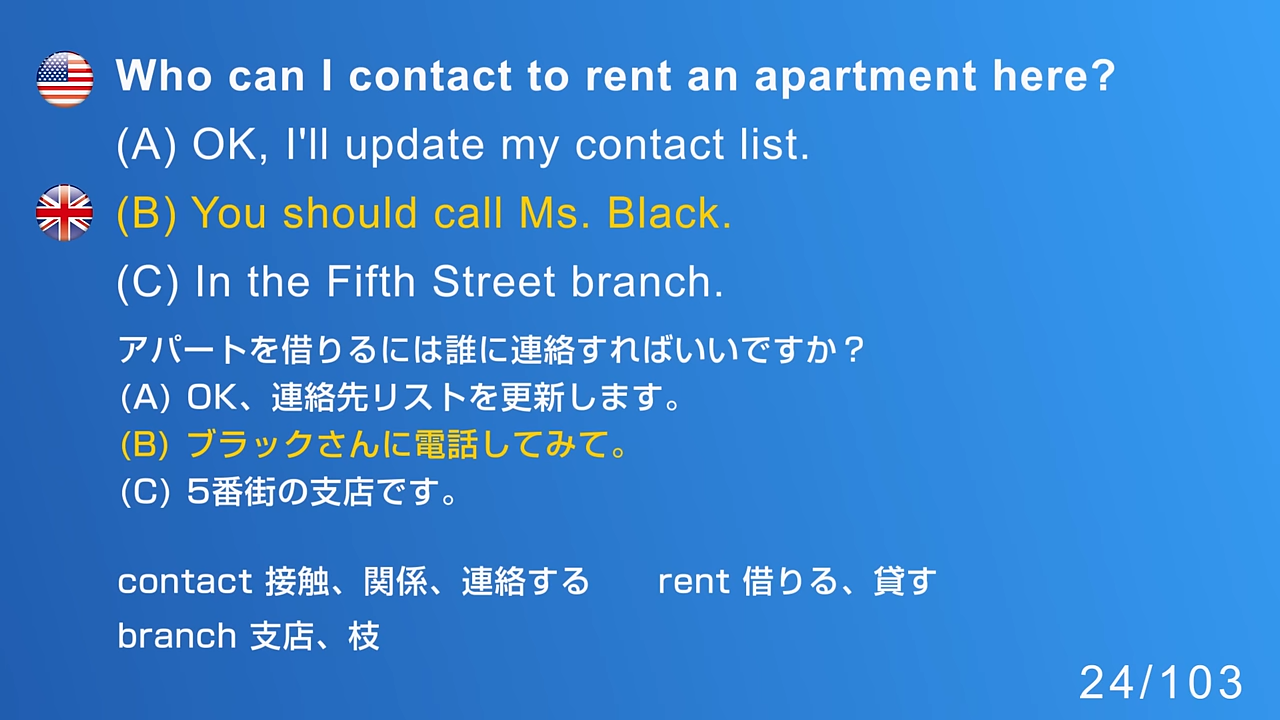 Who can I contact to rent an apartment here?
(A) OK, I'll update my contact list.
(B) You should call Ms. Black.
(C) In the Fifth Street branch.
アパートを借りるには誰に連絡すればいいですか？
(A) OK、連絡先リストを更新します。
(B) ブラックさんに電話してみて。
(C) 5番街の支店です。
contact 接触、関係、連絡する　　rent 借りる、貸す
branch 支店、枝
24/103